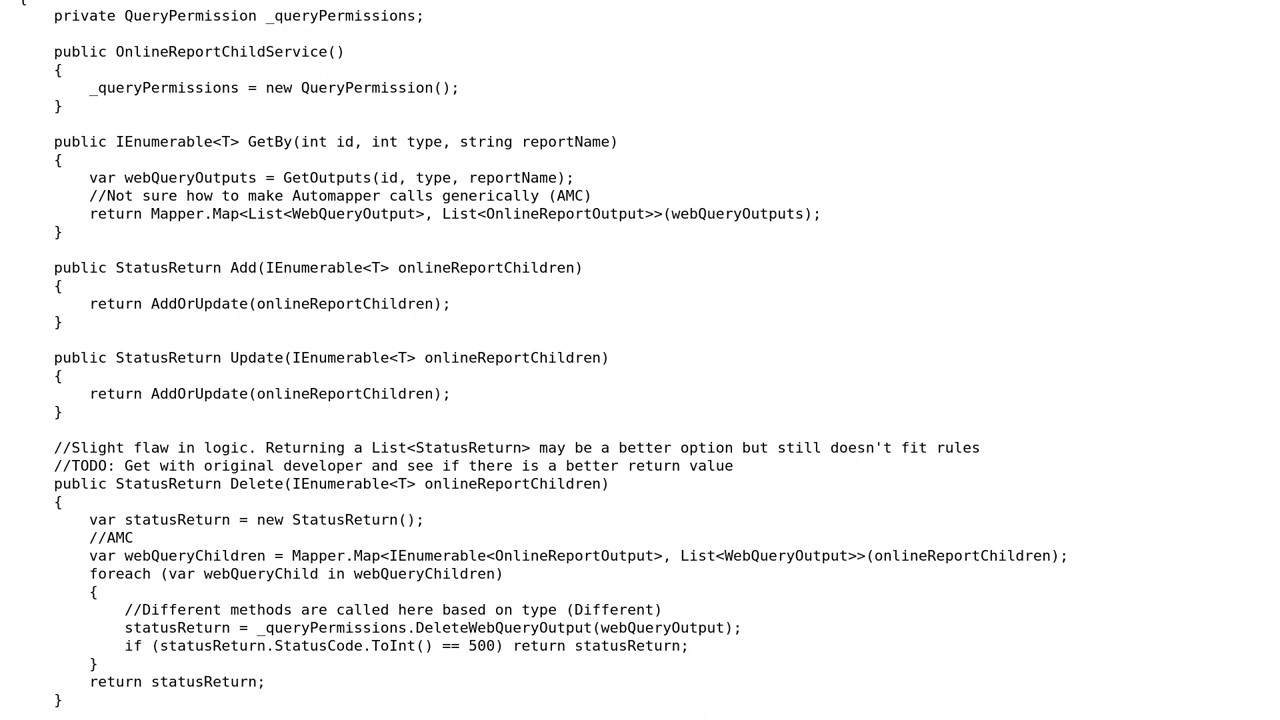 {
private QueryPermission _queryPermissions;
public OnlineReportChildService()
{
_queryPermissions = new QueryPermission();
}
public IEnumerable<T> GetBy(int id, int type, string reportName)
{
var webQueryOutputs = GetOutputs(id, type, reportName);
//Not sure how to make Automapper calls generically (AMC)
return Mapper.Map<List<WebQueryOutput>, List<OnlineReportOutput>>(webQueryOutputs);
}
public StatusReturn Add(IEnumerable<T> onlineReportChildren)
{
return AddOrUpdate(onlineReportChildren);
}
public StatusReturn Update(IEnumerable<T> onlineReportChildren)
{
return AddOrUpdate(onlineReportChildren);
}
//Slight flaw in logic. Returning a List<StatusReturn> may be a better option but still doesn't fit rules
//TODO: Get with original developer and see if there is a better return value
public StatusReturn Delete(IEnumerable<T> onlineReportChildren)
{
var statusReturn = new StatusReturn();
//AMC
var webQueryChildren = Mapper.Map<IEnumerable<OnlineReportOutput>, List<WebQueryOutput>>(onlineReportChildren);
foreach (var webQueryChild in webQueryChildren)
{
//Different methods are called here based on type (Different)
statusReturn = _queryPermissions.DeleteWebQueryOutput(webQueryOutput);
if (statusReturn.StatusCode.ToInt() == 500) return statusReturn;
}
return statusReturn;
}